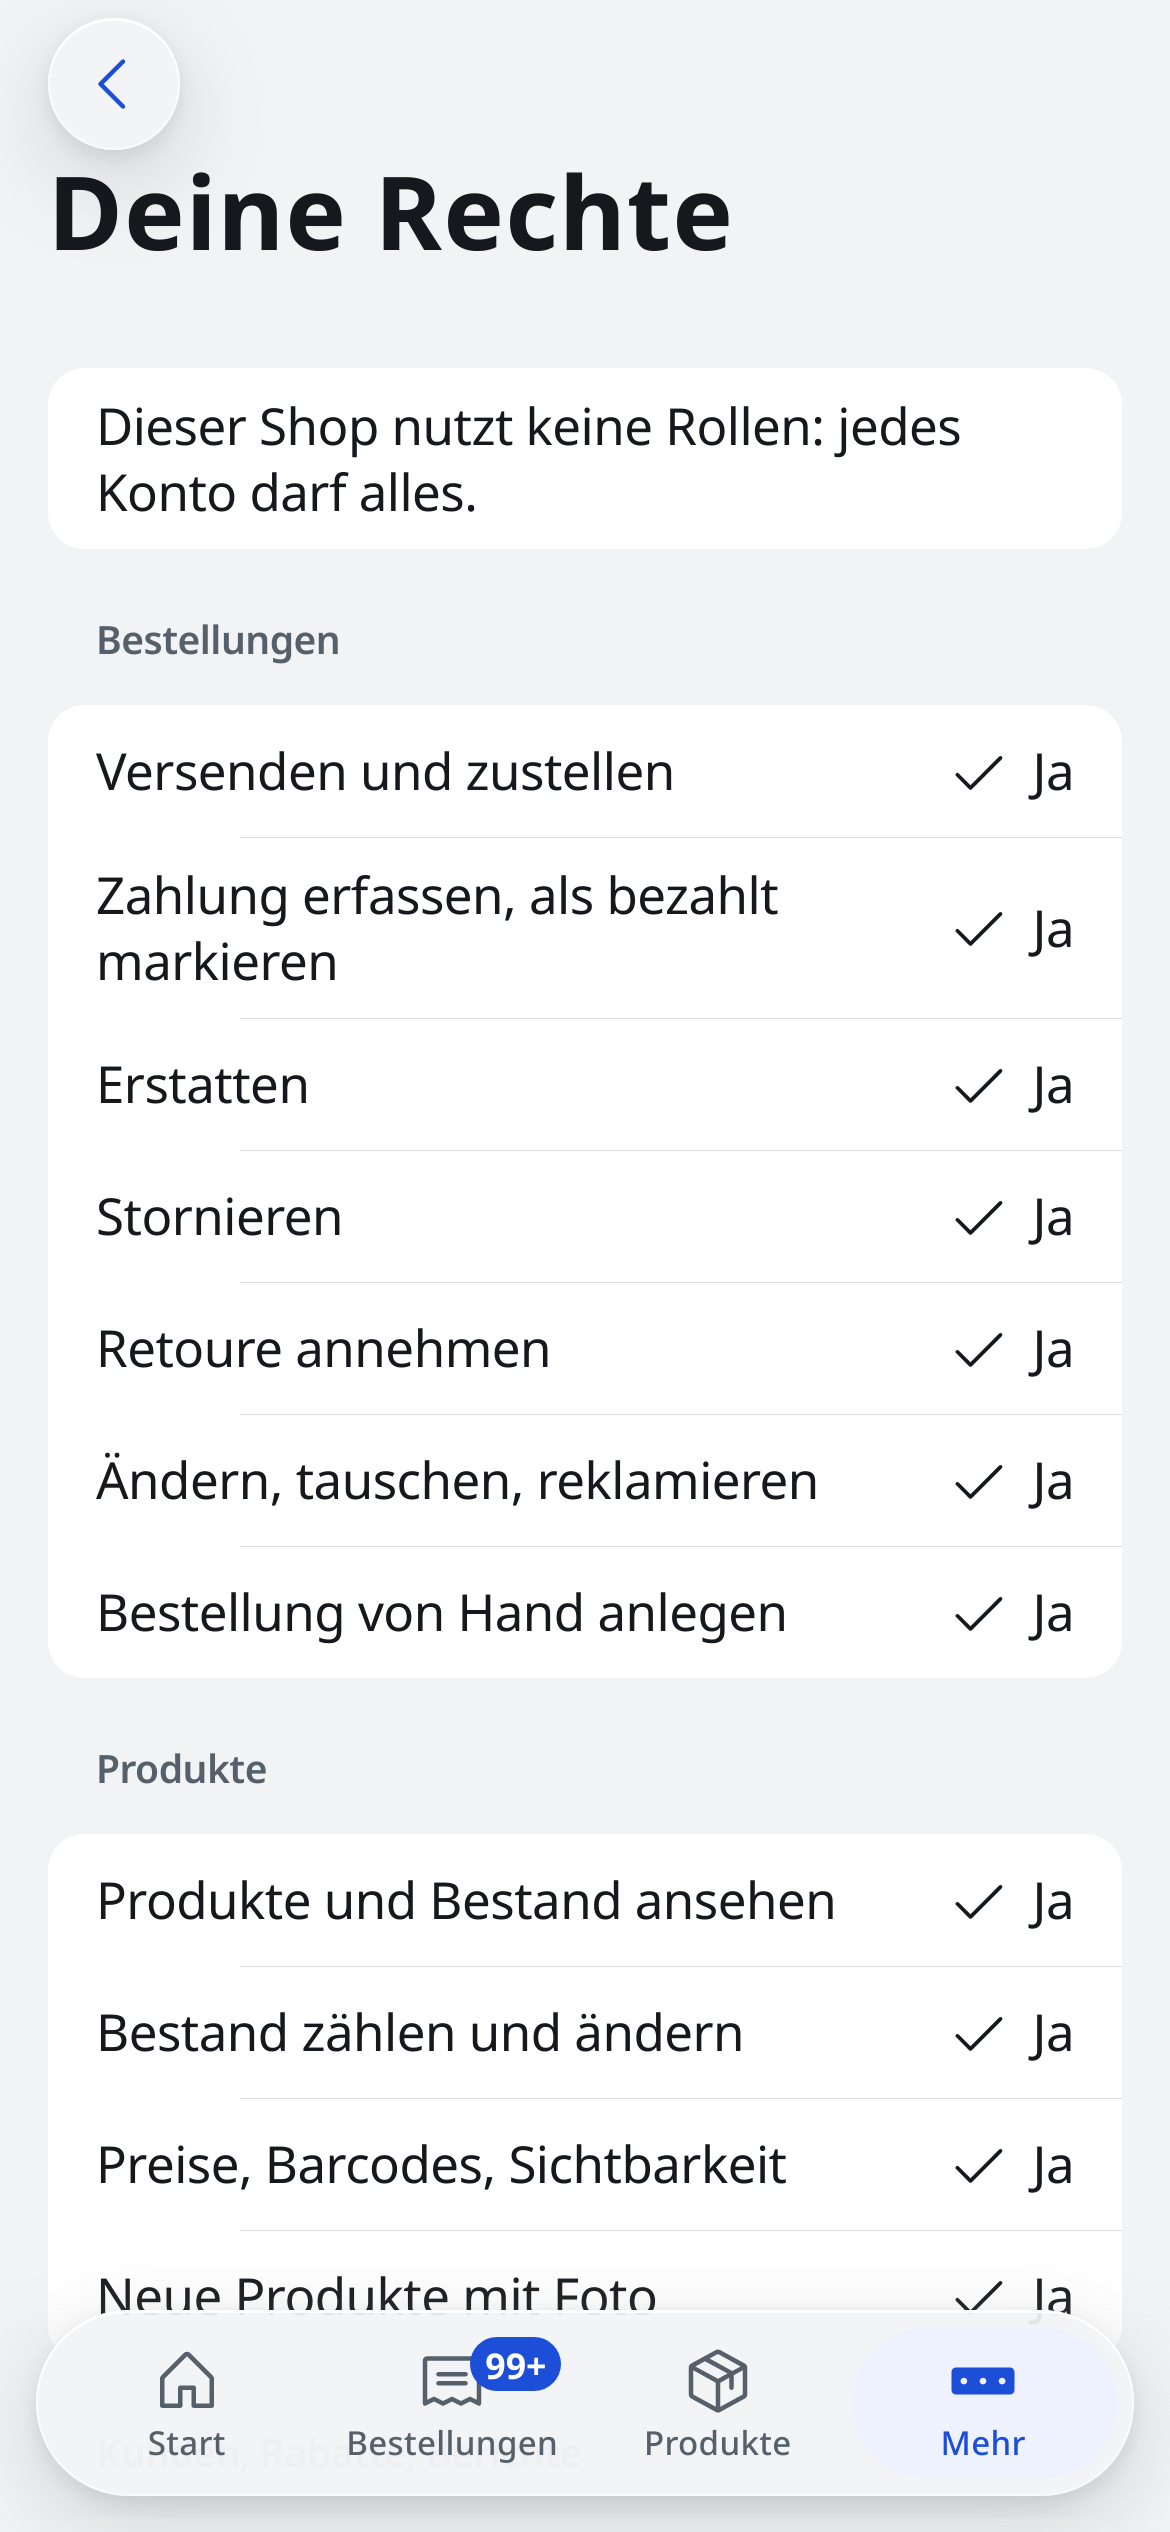 Deine Rechte
Dieser Shop nutzt keine Rollen: jedes
Konto darf alles.
Bestellungen
Versenden und zustellen Ja
Zahlung erfassen, als bezahlt
markieren Ja
Erstatten Ja
Stornieren Ja
Retoure annehmen Ja
Ändern, tauschen, reklamieren Ja
Bestellung von Hand anlegen Ja
Produkte
Produkte und Bestand ansehen Ja
Bestand zählen und ändern Ja
Preise, Barcodes, Sichtbarkeit Ja
Neue Produkte mit Foto Ja
Kunden, Rabatte, Berichte
99+
Start Bestellungen Produkte Mehr